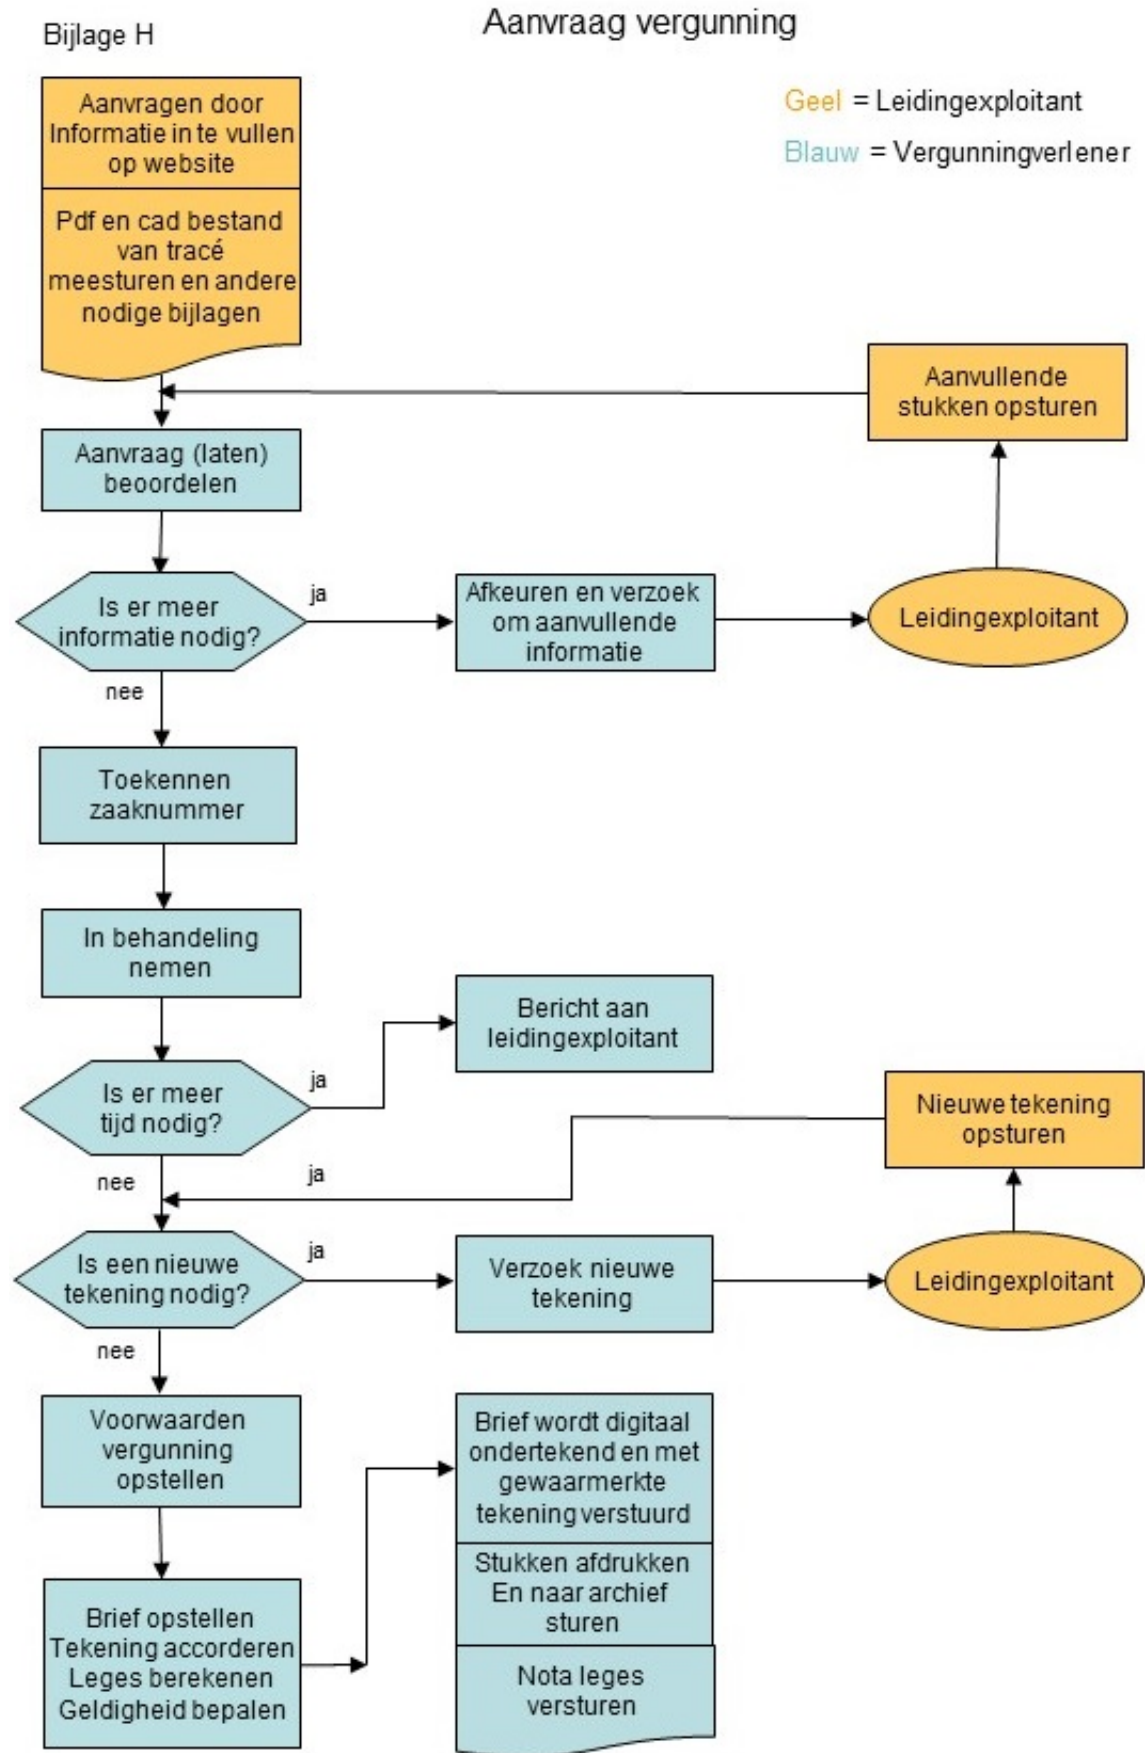 Bijlage H
Aanvraag vergunning
Geel = Leidingexploitant
Blauw = Vergunningverlener
Aanvragen door
Informatie in te vullen
op website
Pdf en cad bestand
van tracé
meesturen en andere
nodige bijlagen
Aanvullende
stukken opsturen
Aanvraag (laten)
beoordelen
Is er meer
informatie nodig?
ja
Afkeuren en verzoek
om aanvullende
informatie
Leidingexploitant
nee
Toekennen
zaaknummer
In behandeling
nemen
Bericht aan
leidingexploitant
Is er meer
tijd nodig?
ja
Nieuwe tekening
opsturen
nee
ja
Is een nieuwe
tekening nodig?
ja
Verzoek nieuwe
tekening
Leidingexploitant
nee
Voorwaarden
vergunning
opstellen
Brief wordt digitaal
ondertekend en met
gewaarmerkte
tekening verstuurd
Stukken afdrukken
En naar archief
sturen
Brief opstellen
Tekening accorderen
Leges berekenen
Geldigheid bepalen
Nota leges
versturen